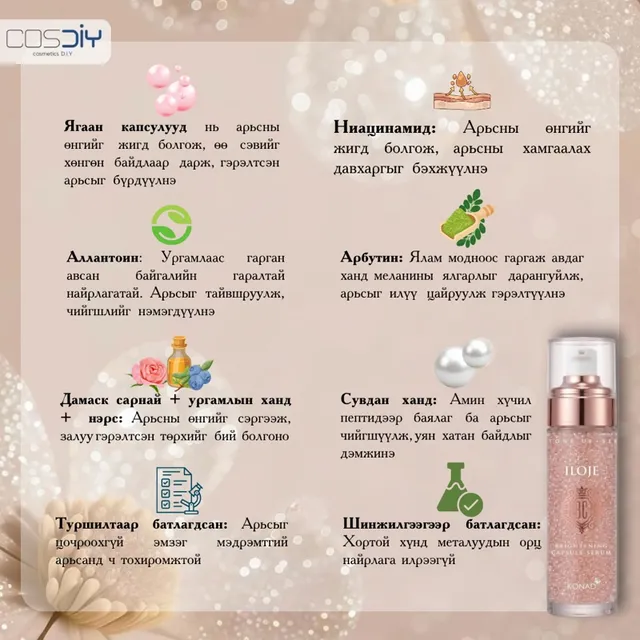 COSDIY
cosmetics D.I.Y
Ягаан капсулууд нь арьсны
өнгийг жигд болгож, өө сэвийг
хөнгөн байдлаар дарж, гэрэлтсэн
арьсыг бүрдүүлнэ
Ниацинамид: Арьсны өнгийг
жигд болгож, арьсны хамгаалах
давхаргыг бэхжүүлнэ
Аллантоин: Ургамлаас гарган
авсан байгалийн гаралтай
найрлагатай. Арьсыг тайвшруулж,
чийгшлийг нэмэгдүүлнэ
Арбутин: Ялам модноос гаргаж авдаг
ханд меланины ялгарлыг дарангуйлж,
арьсыг илүү цайруулж гэрэлтүүлнэ
Дамаск сарнай + ургамлын ханд
+ нэрс: Арьсны өнгийг сэргээж,
залуу гэрэлтсэн төрхийг бий болгоно
Сувдан ханд: Амин хүчил
пептидээр баялаг ба арьсыг
чийгшүүлж, уян хатан байдлыг
дэмжинэ
Туршилтаар батлагдсан: Арьсыг
цочроохгүй эмзэг мэдрэмтгий
арьсанд ч тохиромжтой
Шинжилгээгээр батлагдсан:
Хортой хүнд металуудын орц
найрлага илрээгүй
ILOJE
CAPSULE SERUM
KONAD